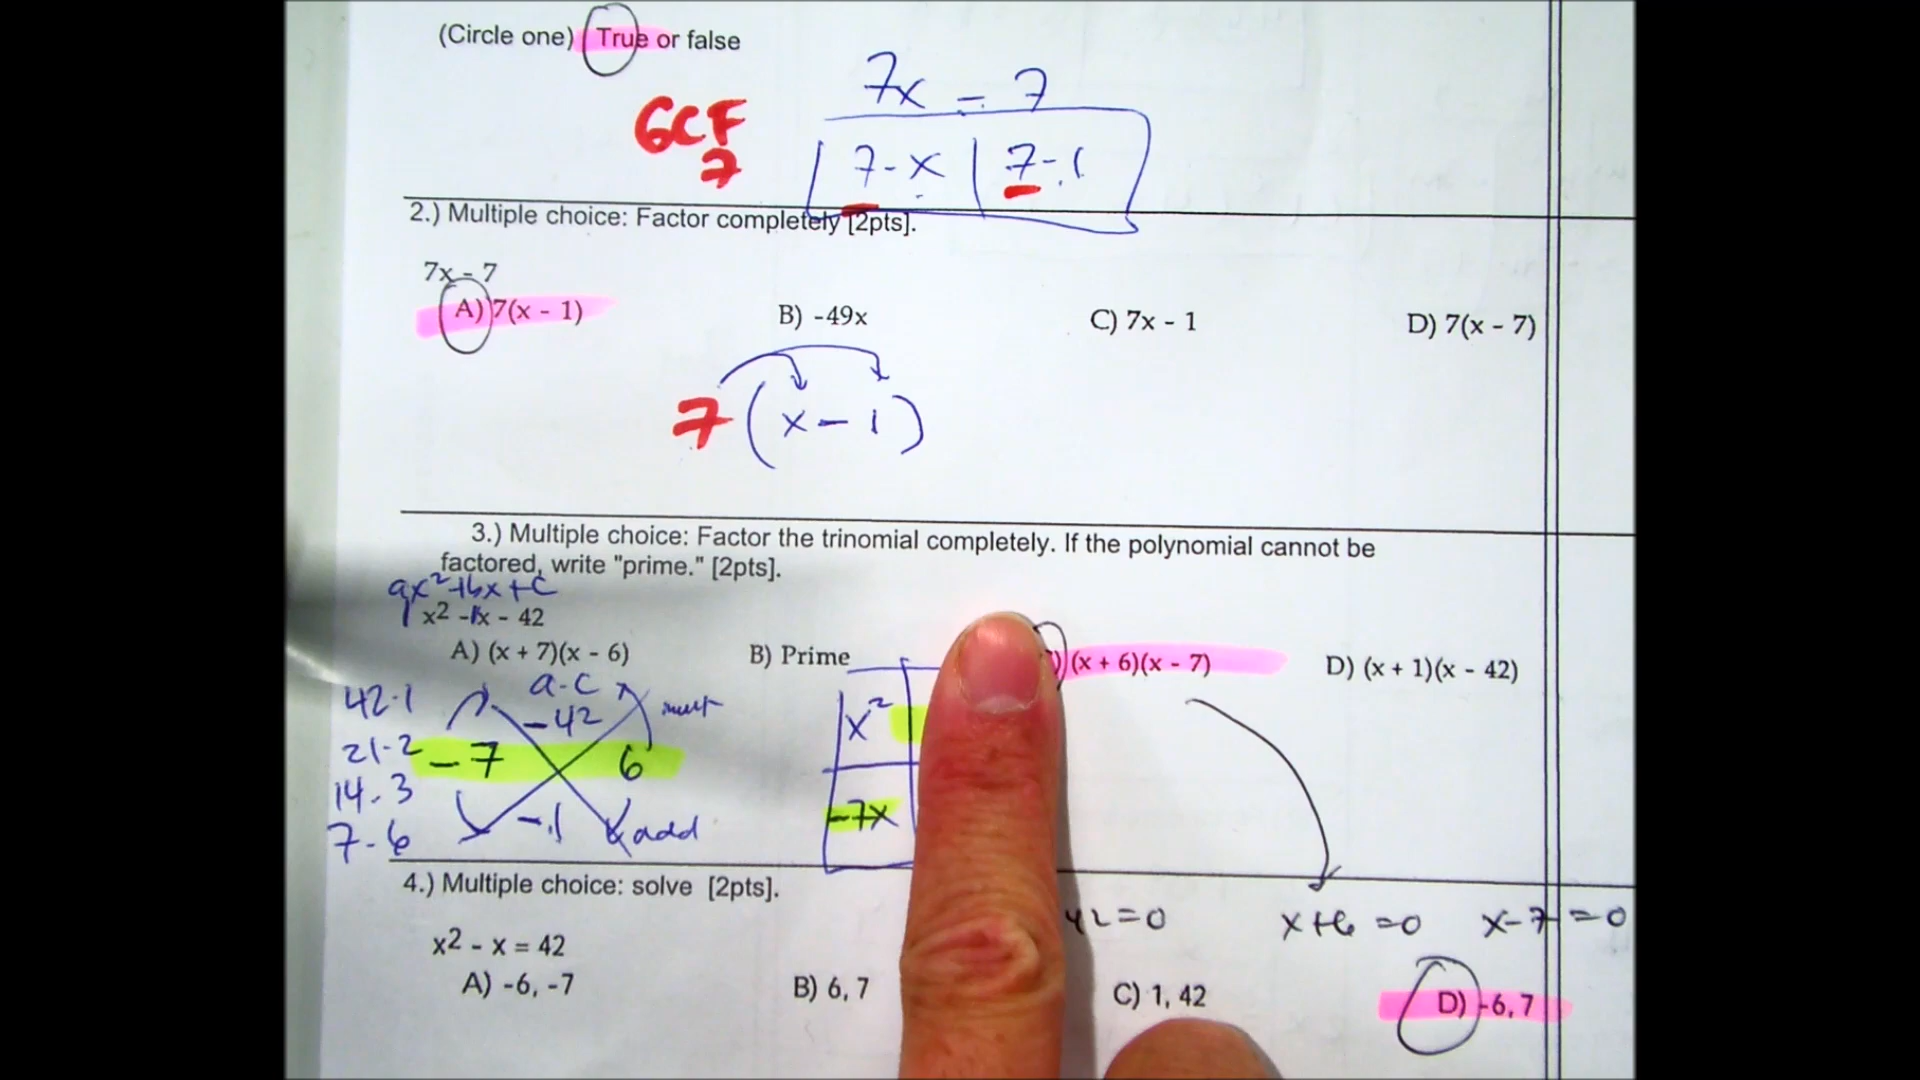 (Circle one) True or false
7x - 7
GCF
7
7-x 7-1
2.) Multiple choice: Factor completely [2pts].
7x - 7
A) 7(x - 1) B) -49x C) 7x - 1 D) 7(x - 7)
7(x-1)
3.) Multiple choice: Factor the trinomial completely. If the polynomial cannot be
factored, write "prime." [2pts].
ax²+bx+c
1x2 -1x - 42
A) (x + 7)(x - 6) B) Prime (x + 6)(x - 7) D) (x + 1)(x - 42)
42-1 a-c mult x²
-42
21-2 -7 6
14-3 -7x
7-6 -1 add
4.) Multiple choice: solve [2pts].
42=0 x+6=0 x-7=0
x2 - x = 42
A) -6, -7 B) 6, 7 C) 1, 42 D) -6, 7